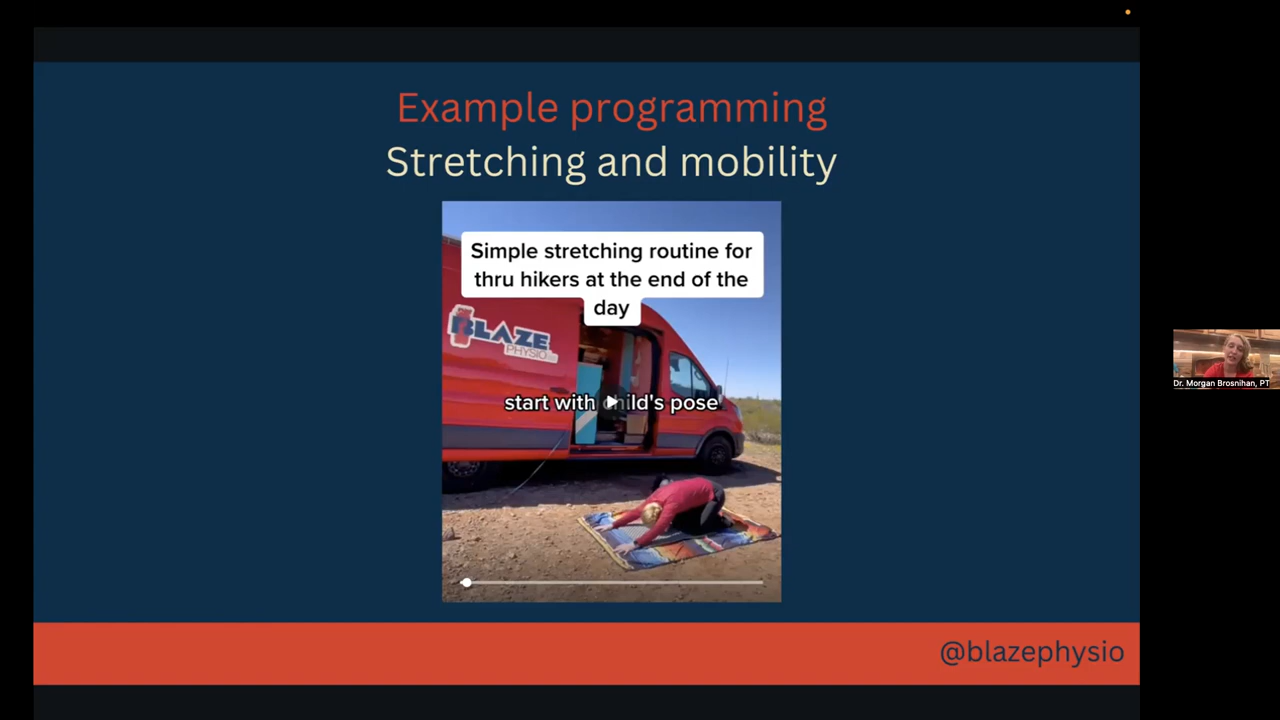 Example programming
Stretching and mobility
Simple stretching routine for
thru hikers at the end of the
day
BLAZE
PHYSIO
start with child's pose
Dr. Morgan Brosnihan, PT
@blazephysio